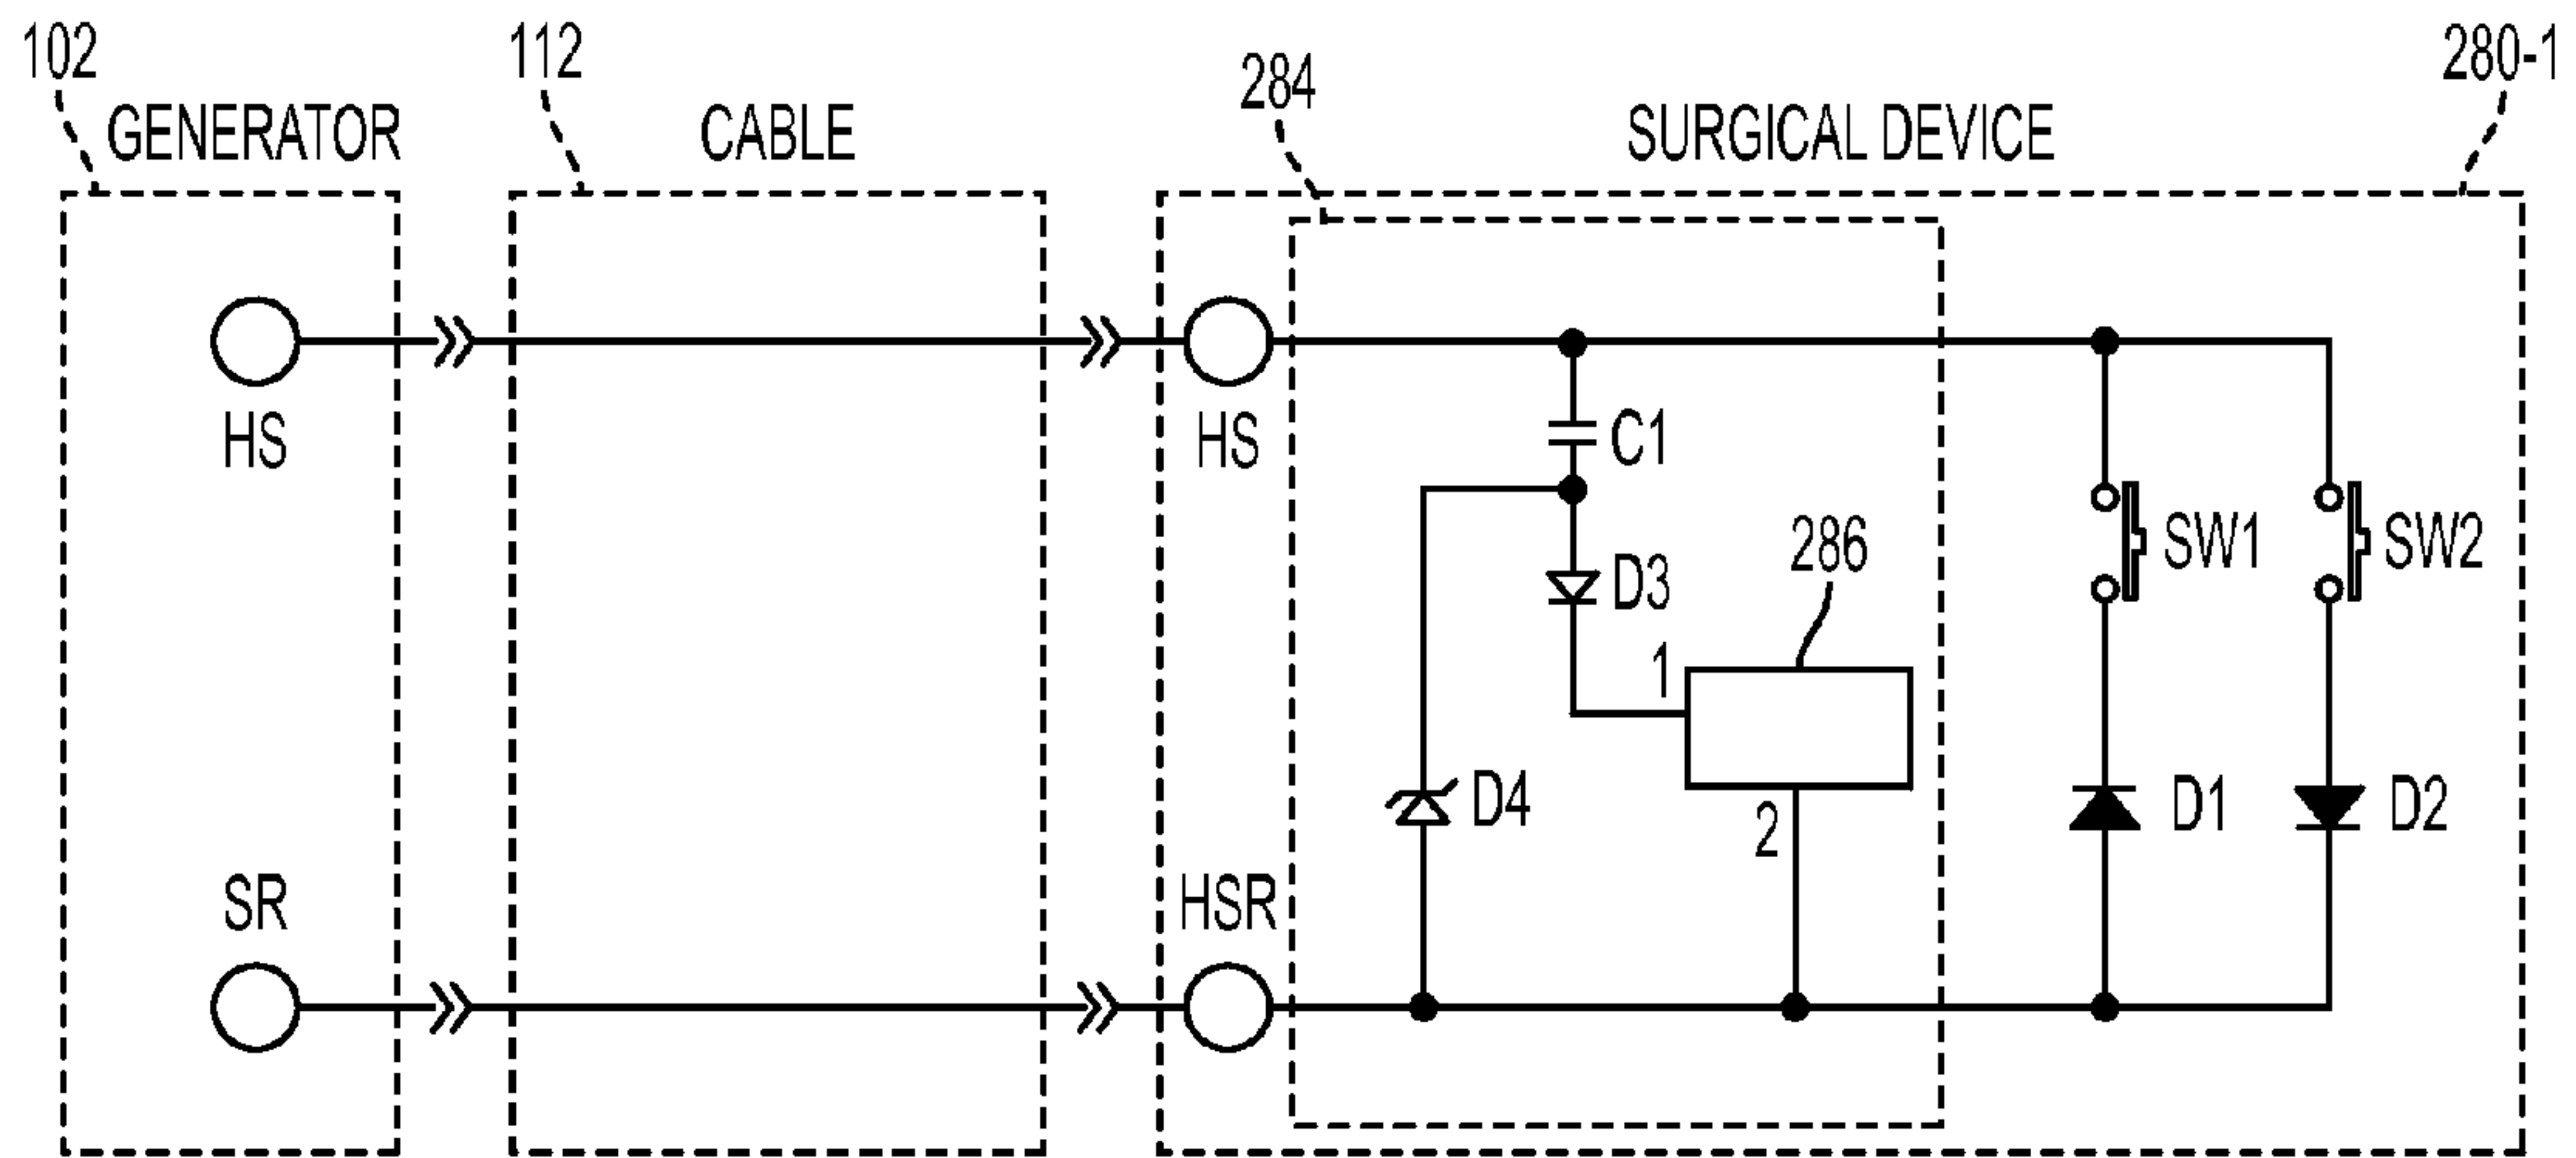 102
112
284
280-1
GENERATOR
CABLE
SURGICAL DEVICE
HS
HS
C1
D3
286
SW1
SW2
1
D4
2
D1
D2
SR
HSR